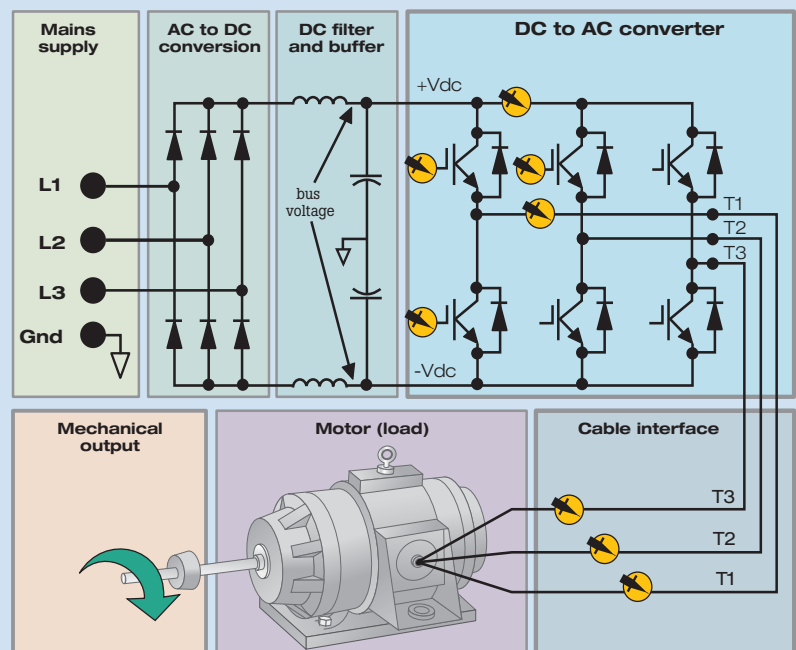 Mains
supply
AC to DC
conversion
DC filter
and buffer
DC to AC converter
+Vdc
L1
bus
voltage
T1
L2
T2
T3
L3
Gnd
-Vdc
Mechanical
output
Motor (load)
Cable interface
T3
T2
T1